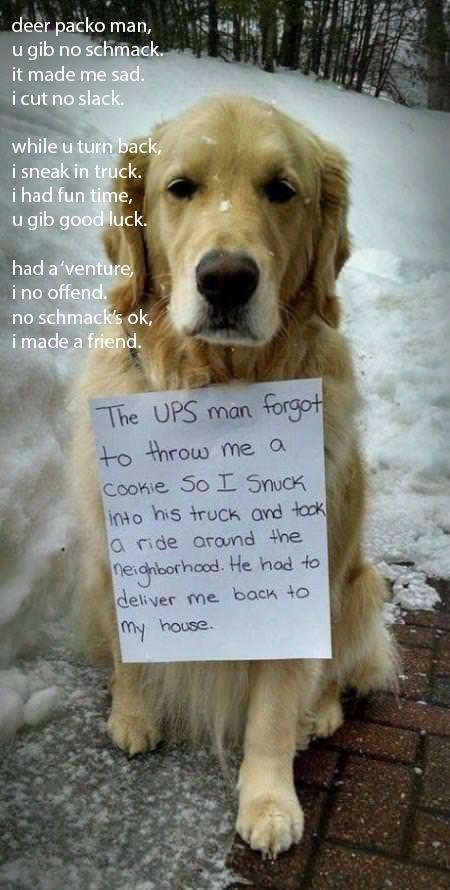 deer packo man,
u gib no schmack.
it made me sad.
i cut no slack.
while u turn back,
i sneak in truck.
i had fun time,
u gib good luck.
had a 'venture,
i no offend.
no schmack's ok,
i made a friend.
The UPS man forgot
to throw me a
cookie So I Snuck
into his truck and took
a ride around the
neighborhood. He had to
deliver me back to
my house.